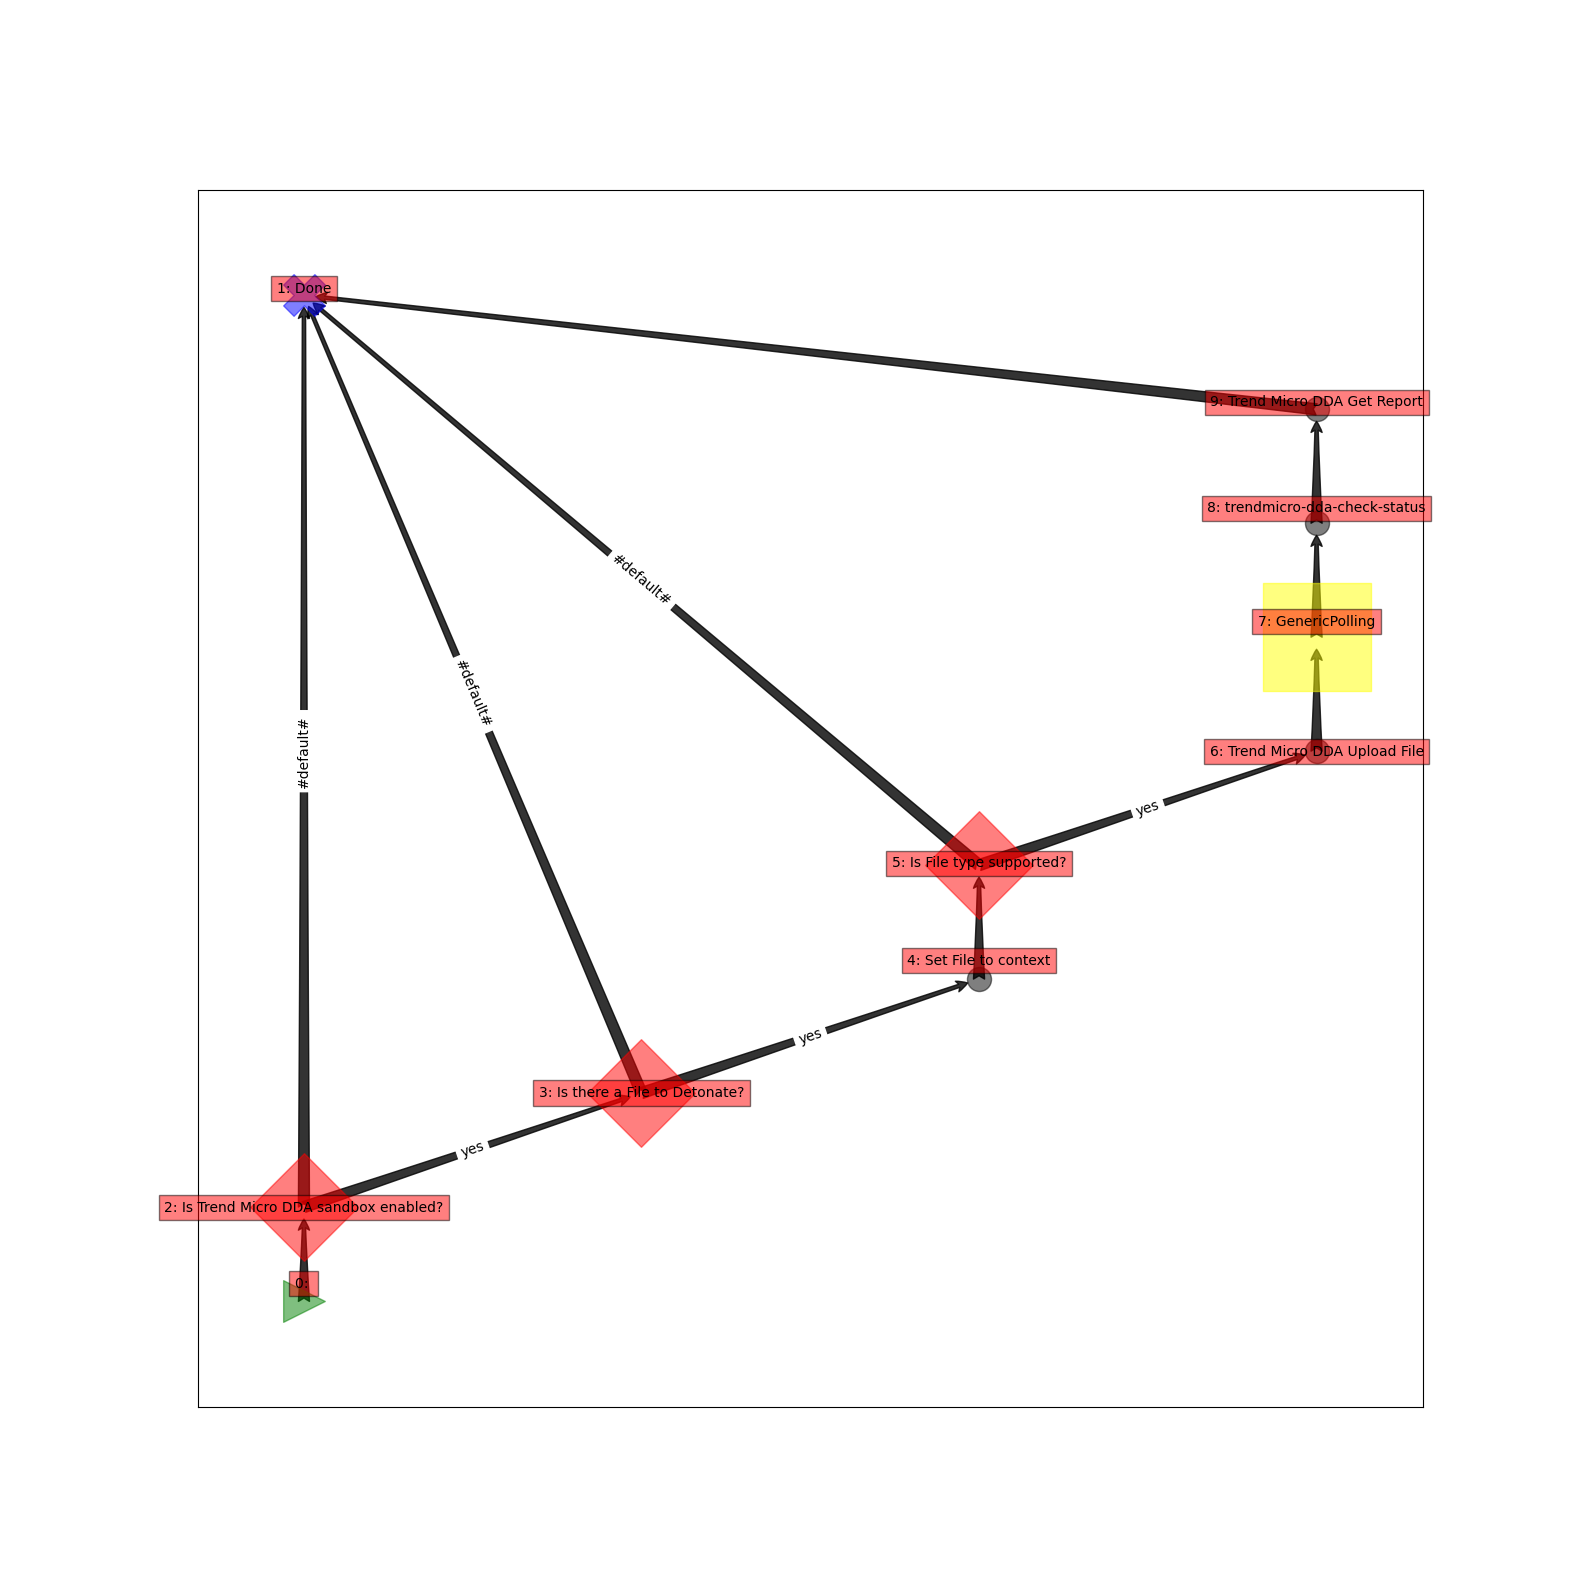 1: Done
9: Trend Micro DDA Get Report
8: trendmicro-dda-check-status
#default#
7: GenericPolling
#default#
#default#
6: Trend Micro DDA Upload File
yes
5: Is File type supported?
4: Set File to context
yes
3: Is there a File to Detonate?
yes
2: Is Trend Micro DDA sandbox enabled?
0: